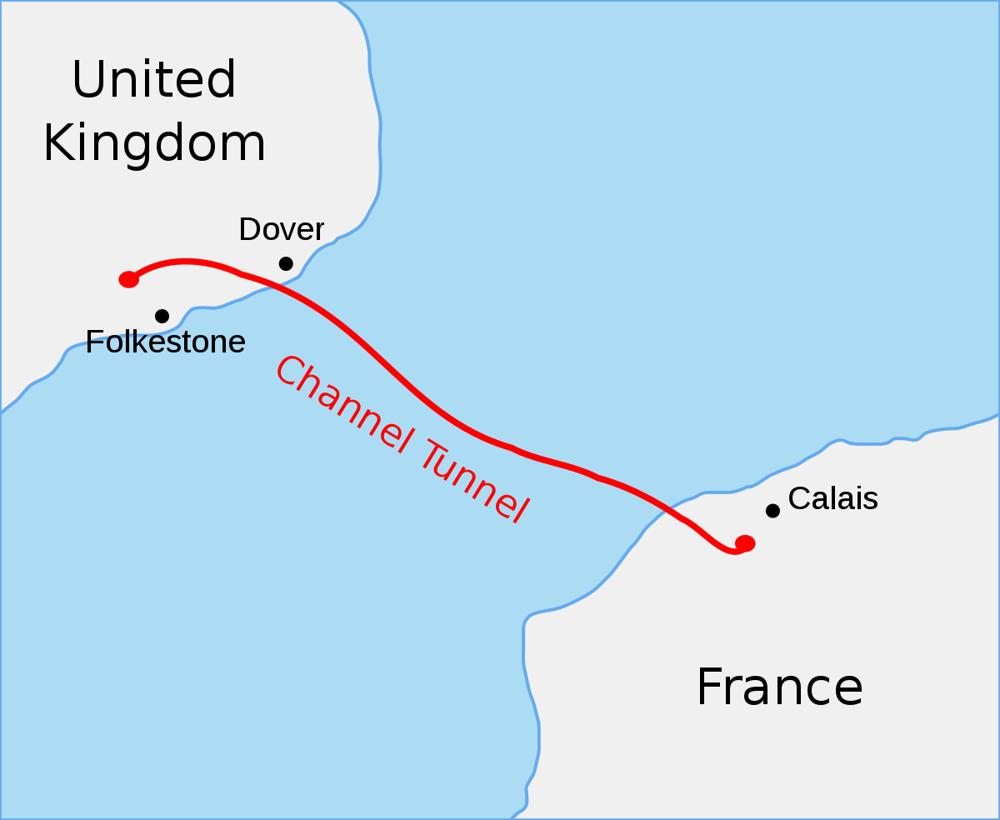 United
Kingdom
Dover
Folkestone
Channel Tunnel
Calais
France